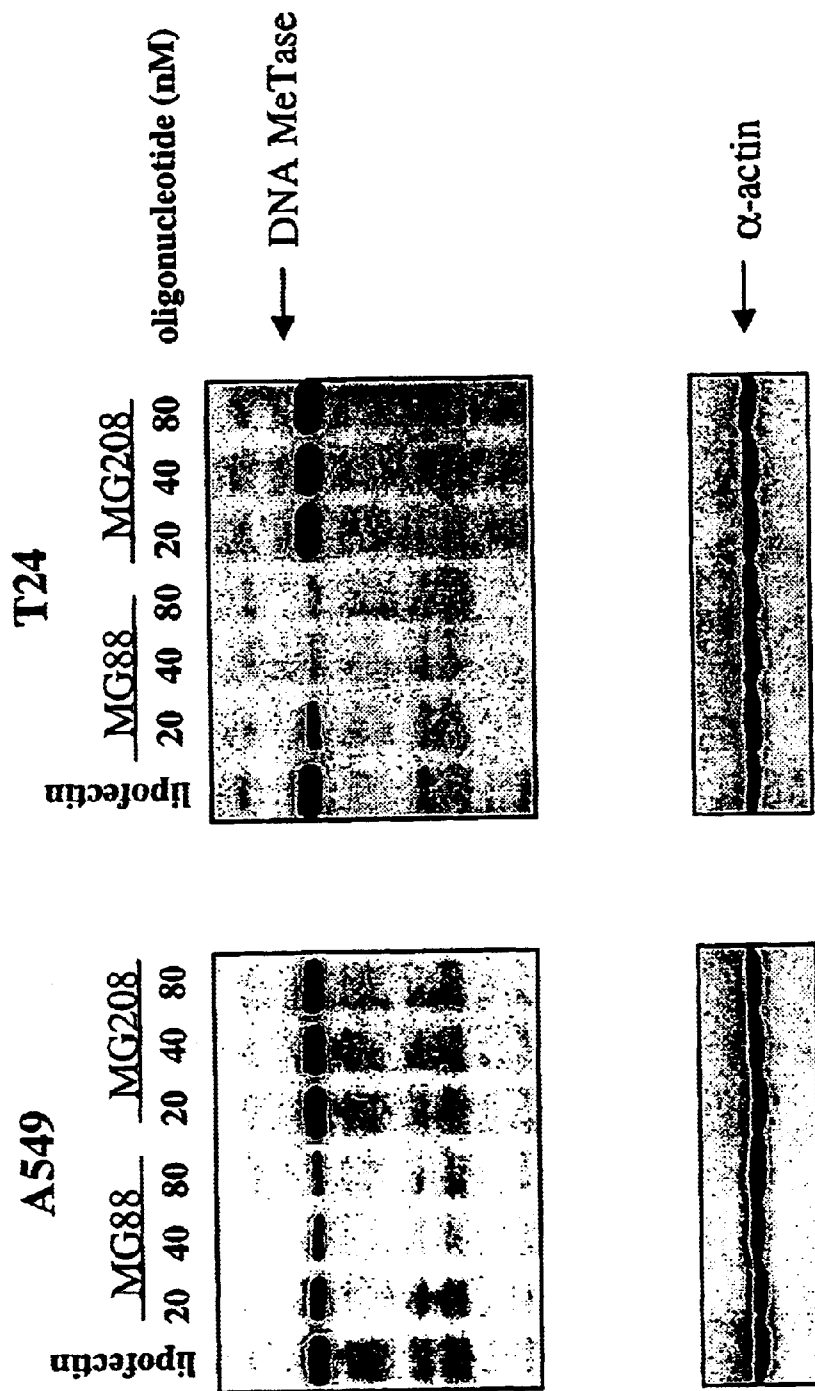 T24
MG88 MG208
lipofectin 20 40 80 20 40 80 oligonucleotide (nM)
← DNA MeTase
← α-actin
A549
MG88 MG208
lipofectin 20 40 80 20 40 80